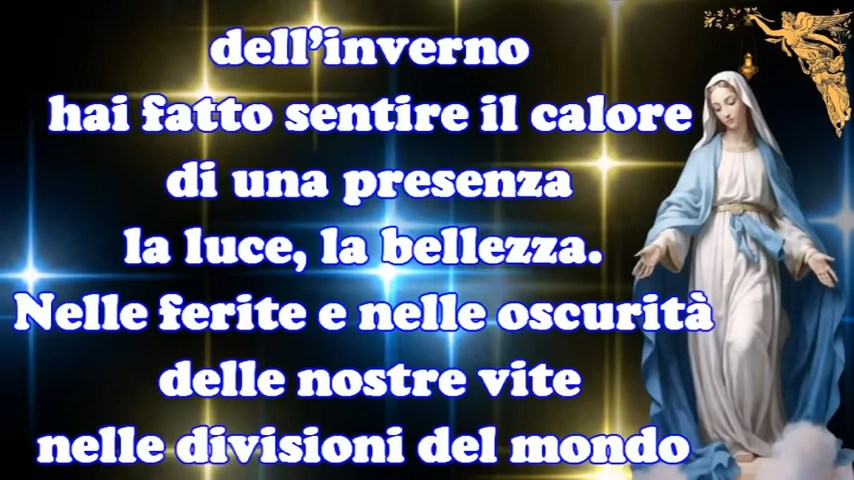 dell'inverno
hai fatto sentire il calore
di una presenza
la luce, la bellezza.
Nelle ferite e nelle oscurità
delle nostre vite
nelle divisioni del mondo